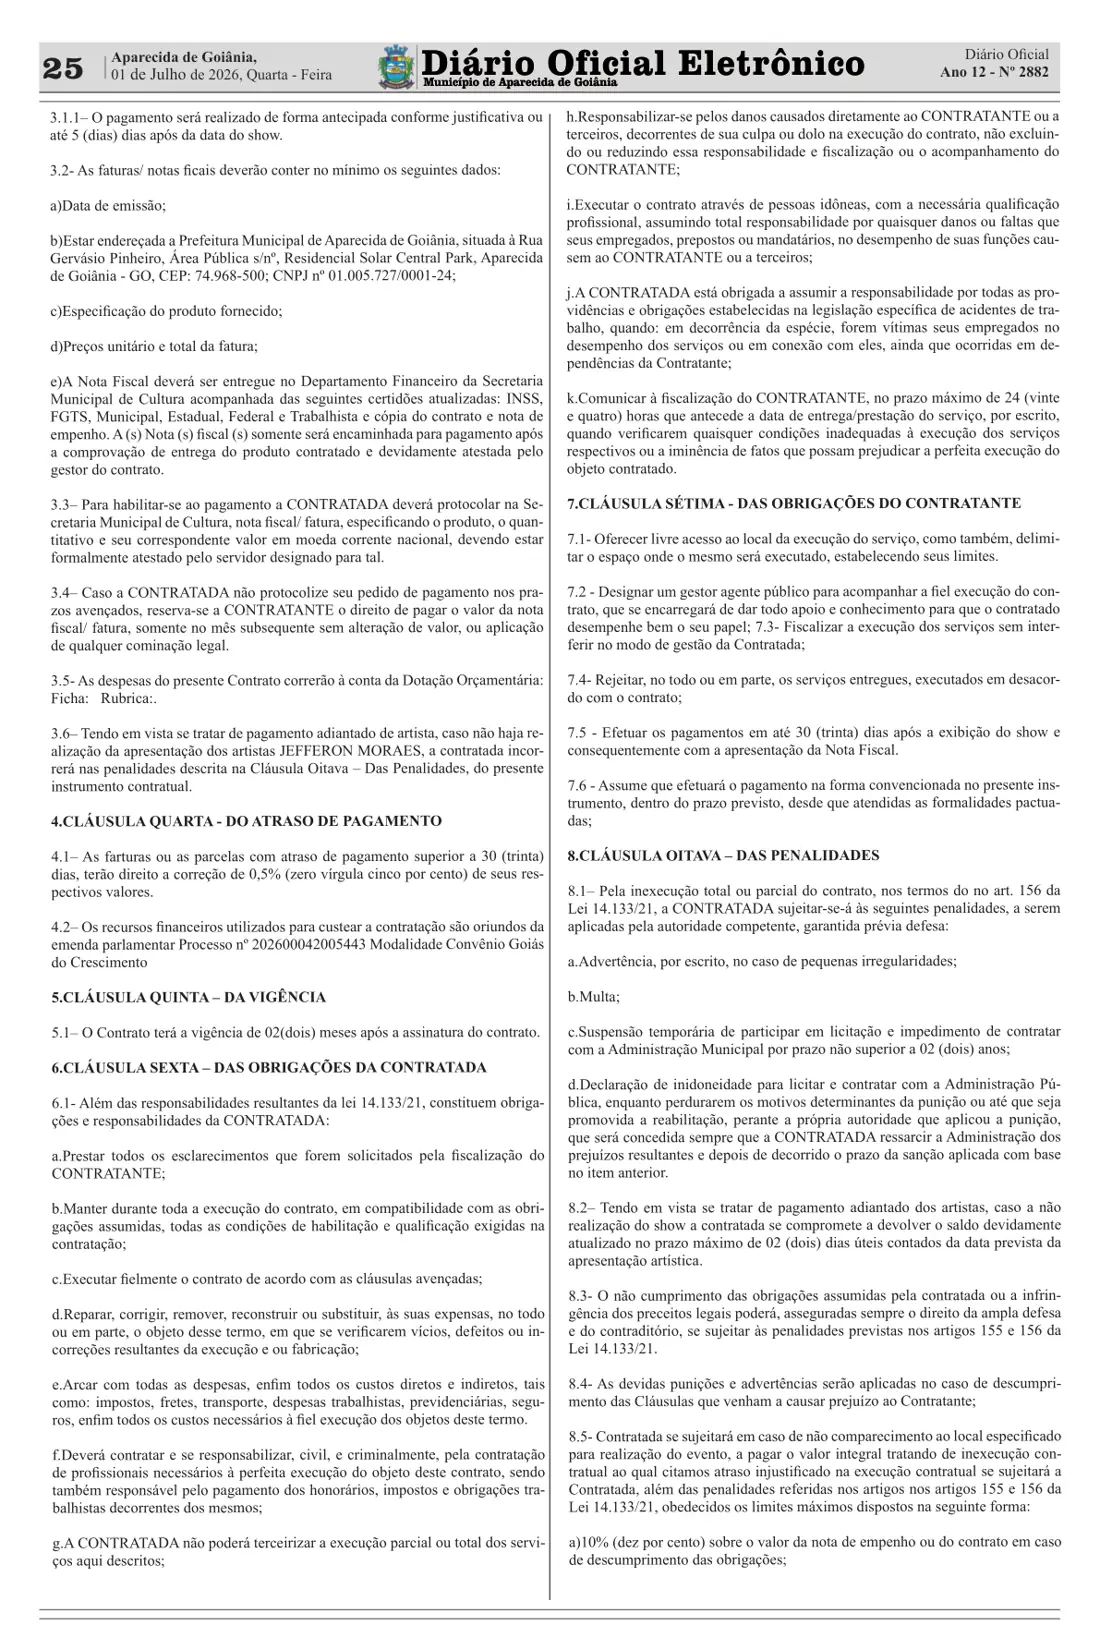 25
Aparecida de Goiânia,
01 de Julho de 2026, Quarta - Feira
Diário Oficial Eletrônico
Município de Aparecida de Goiânia
Diário Oficial
Ano 12 - Nº 2882
3.1.1– O pagamento será realizado de forma antecipada conforme justificativa ou
até 5 (dias) dias após da data do show.
3.2- As faturas/ notas ficais deverão conter no mínimo os seguintes dados:
a)Data de emissão;
b)Estar endereçada a Prefeitura Municipal de Aparecida de Goiânia, situada à Rua
Gervásio Pinheiro, Área Pública s/nº, Residencial Solar Central Park, Aparecida
de Goiânia - GO, CEP: 74.968-500; CNPJ nº 01.005.727/0001-24;
c)Especificação do produto fornecido;
d)Preços unitário e total da fatura;
e)A Nota Fiscal deverá ser entregue no Departamento Financeiro da Secretaria
Municipal de Cultura acompanhada das seguintes certidões atualizadas: INSS,
FGTS, Municipal, Estadual, Federal e Trabalhista e cópia do contrato e nota de
empenho. A (s) Nota (s) fiscal (s) somente será encaminhada para pagamento após
a comprovação de entrega do produto contratado e devidamente atestada pelo
gestor do contrato.
3.3– Para habilitar-se ao pagamento a CONTRATADA deverá protocolar na Se-
cretaria Municipal de Cultura, nota fiscal/ fatura, especificando o produto, o quan-
titativo e seu correspondente valor em moeda corrente nacional, devendo estar
formalmente atestado pelo servidor designado para tal.
3.4– Caso a CONTRATADA não protocolize seu pedido de pagamento nos pra-
zos avençados, reserva-se a CONTRATANTE o direito de pagar o valor da nota
fiscal/ fatura, somente no mês subsequente sem alteração de valor, ou aplicação
de qualquer cominação legal.
3.5- As despesas do presente Contrato correrão à conta da Dotação Orçamentária:
Ficha:   Rubrica:.
3.6– Tendo em vista se tratar de pagamento adiantado de artista, caso não haja re-
alização da apresentação dos artistas JEFFERON MORAES, a contratada incor-
rerá nas penalidades descrita na Cláusula Oitava – Das Penalidades, do presente
instrumento contratual.
4.CLÁUSULA QUARTA - DO ATRASO DE PAGAMENTO
4.1– As farturas ou as parcelas com atraso de pagamento superior a 30 (trinta)
dias, terão direito a correção de 0,5% (zero vírgula cinco por cento) de seus res-
pectivos valores.
4.2– Os recursos financeiros utilizados para custear a contratação são oriundos da
emenda parlamentar Processo nº 202600042005443 Modalidade Convênio Goiás
do Crescimento
5.CLÁUSULA QUINTA – DA VIGÊNCIA
5.1– O Contrato terá a vigência de 02(dois) meses após a assinatura do contrato.
6.CLÁUSULA SEXTA – DAS OBRIGAÇÕES DA CONTRATADA
6.1- Além das responsabilidades resultantes da lei 14.133/21, constituem obriga-
ções e responsabilidades da CONTRATADA:
a.Prestar todos os esclarecimentos que forem solicitados pela fiscalização do
CONTRATANTE;
b.Manter durante toda a execução do contrato, em compatibilidade com as obri-
gações assumidas, todas as condições de habilitação e qualificação exigidas na
contratação;
c.Executar fielmente o contrato de acordo com as cláusulas avençadas;
d.Reparar, corrigir, remover, reconstruir ou substituir, às suas expensas, no todo
ou em parte, o objeto desse termo, em que se verificarem vícios, defeitos ou in-
correções resultantes da execução e ou fabricação;
e.Arcar com todas as despesas, enfim todos os custos diretos e indiretos, tais
como: impostos, fretes, transporte, despesas trabalhistas, previdenciárias, segu-
ros, enfim todos os custos necessários à fiel execução dos objetos deste termo.
f.Deverá contratar e se responsabilizar, civil, e criminalmente, pela contratação
de profissionais necessários à perfeita execução do objeto deste contrato, sendo
também responsável pelo pagamento dos honorários, impostos e obrigações tra-
balhistas decorrentes dos mesmos;
g.A CONTRATADA não poderá terceirizar a execução parcial ou total dos servi-
ços aqui descritos;
h.Responsabilizar-se pelos danos causados diretamente ao CONTRATANTE ou a
terceiros, decorrentes de sua culpa ou dolo na execução do contrato, não excluin-
do ou reduzindo essa responsabilidade e fiscalização ou o acompanhamento do
CONTRATANTE;
i.Executar o contrato através de pessoas idôneas, com a necessária qualificação
profissional, assumindo total responsabilidade por quaisquer danos ou faltas que
seus empregados, prepostos ou mandatários, no desempenho de suas funções cau-
sem ao CONTRATANTE ou a terceiros;
j.A CONTRATADA está obrigada a assumir a responsabilidade por todas as pro-
vidências e obrigações estabelecidas na legislação específica de acidentes de tra-
balho, quando: em decorrência da espécie, forem vítimas seus empregados no
desempenho dos serviços ou em conexão com eles, ainda que ocorridas em de-
pendências da Contratante;
k.Comunicar à fiscalização do CONTRATANTE, no prazo máximo de 24 (vinte
e quatro) horas que antecede a data de entrega/prestação do serviço, por escrito,
quando verificarem quaisquer condições inadequadas à execução dos serviços
respectivos ou a iminência de fatos que possam prejudicar a perfeita execução do
objeto contratado.
7.CLÁUSULA SÉTIMA - DAS OBRIGAÇÕES DO CONTRATANTE
7.1- Oferecer livre acesso ao local da execução do serviço, como também, delimi-
tar o espaço onde o mesmo será executado, estabelecendo seus limites.
7.2 - Designar um gestor agente público para acompanhar a fiel execução do con-
trato, que se encarregará de dar todo apoio e conhecimento para que o contratado
desempenhe bem o seu papel; 7.3- Fiscalizar a execução dos serviços sem inter-
ferir no modo de gestão da Contratada;
7.4- Rejeitar, no todo ou em parte, os serviços entregues, executados em desacor-
do com o contrato;
7.5 - Efetuar os pagamentos em até 30 (trinta) dias após a exibição do show e
consequentemente com a apresentação da Nota Fiscal.
7.6 - Assume que efetuará o pagamento na forma convencionada no presente ins-
trumento, dentro do prazo previsto, desde que atendidas as formalidades pactua-
das;
8.CLÁUSULA OITAVA – DAS PENALIDADES
8.1– Pela inexecução total ou parcial do contrato, nos termos do no art. 156 da
Lei 14.133/21, a CONTRATADA sujeitar-se-á às seguintes penalidades, a serem
aplicadas pela autoridade competente, garantida prévia defesa:
a.Advertência, por escrito, no caso de pequenas irregularidades;
b.Multa;
c.Suspensão temporária de participar em licitação e impedimento de contratar
com a Administração Municipal por prazo não superior a 02 (dois) anos;
d.Declaração de inidoneidade para licitar e contratar com a Administração Pú-
blica, enquanto perdurarem os motivos determinantes da punição ou até que seja
promovida a reabilitação, perante a própria autoridade que aplicou a punição,
que será concedida sempre que a CONTRATADA ressarcir a Administração dos
prejuízos resultantes e depois de decorrido o prazo da sanção aplicada com base
no item anterior.
8.2– Tendo em vista se tratar de pagamento adiantado dos artistas, caso a não
realização do show a contratada se compromete a devolver o saldo devidamente
atualizado no prazo máximo de 02 (dois) dias úteis contados da data prevista da
apresentação artística.
8.3- O não cumprimento das obrigações assumidas pela contratada ou a infrin-
gência dos preceitos legais poderá, asseguradas sempre o direito da ampla defesa
e do contraditório, se sujeitar às penalidades previstas nos artigos 155 e 156 da
Lei 14.133/21.
8.4- As devidas punições e advertências serão aplicadas no caso de descumpri-
mento das Cláusulas que venham a causar prejuízo ao Contratante;
8.5- Contratada se sujeitará em caso de não comparecimento ao local especificado
para realização do evento, a pagar o valor integral tratando de inexecução con-
tratual ao qual citamos atraso injustificado na execução contratual se sujeitará a
Contratada, além das penalidades referidas nos artigos nos artigos 155 e 156 da
Lei 14.133/21, obedecidos os limites máximos dispostos na seguinte forma:
a)10% (dez por cento) sobre o valor da nota de empenho ou do contrato em caso
de descumprimento das obrigações;